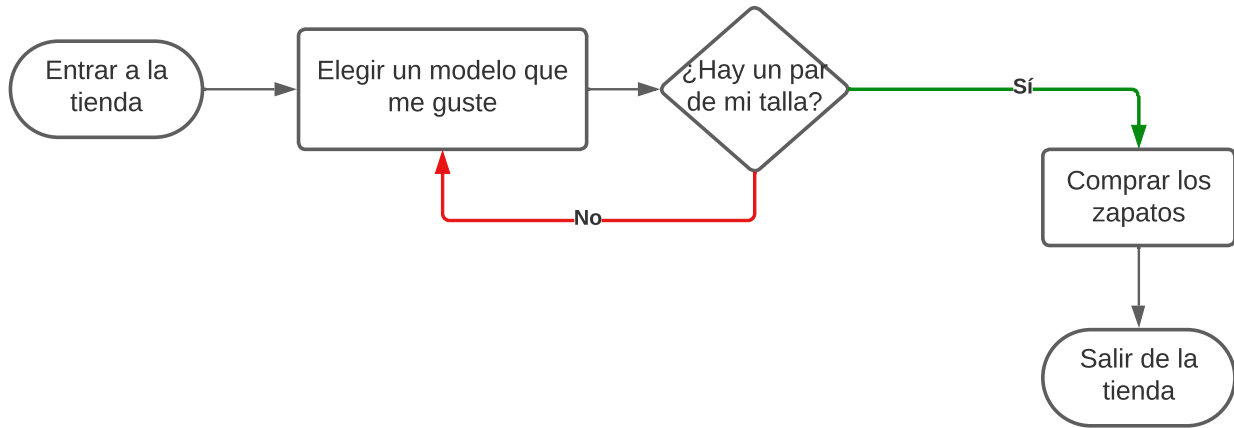 Entrar a la
tienda
Elegir un modelo que
me guste
¿Hay un par
de mi talla?
Sí
No
Comprar los
zapatos
Salir de la
tienda